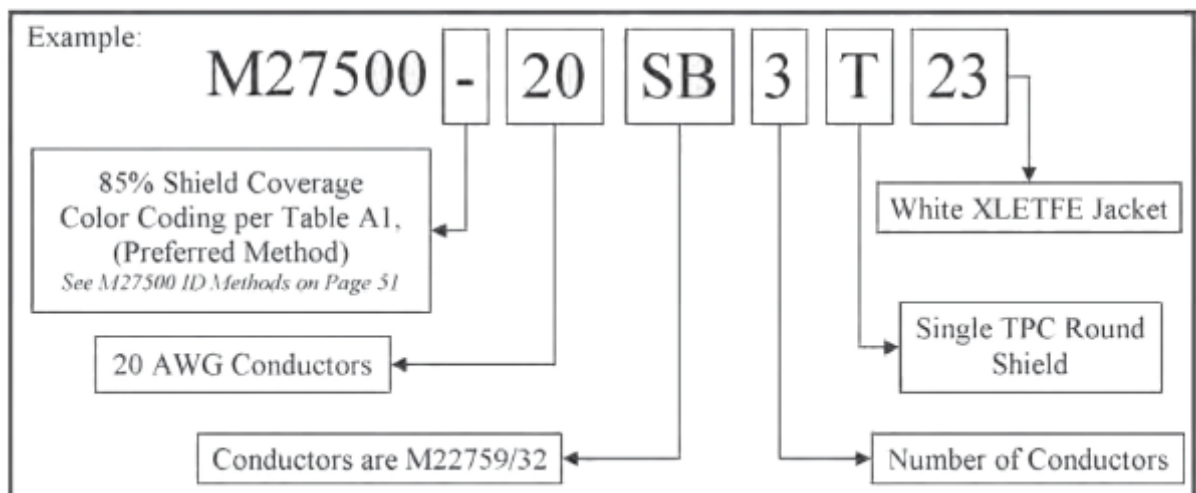 Example:
M27500 - 20 SB 3 T 23
85% Shield Coverage
Color Coding per Table A1,
(Preferred Method)
See M27500 ID Methods on Page 51
White XLETFE Jacket
20 AWG Conductors
Single TPC Round
Shield
Conductors are M22759/32
Number of Conductors